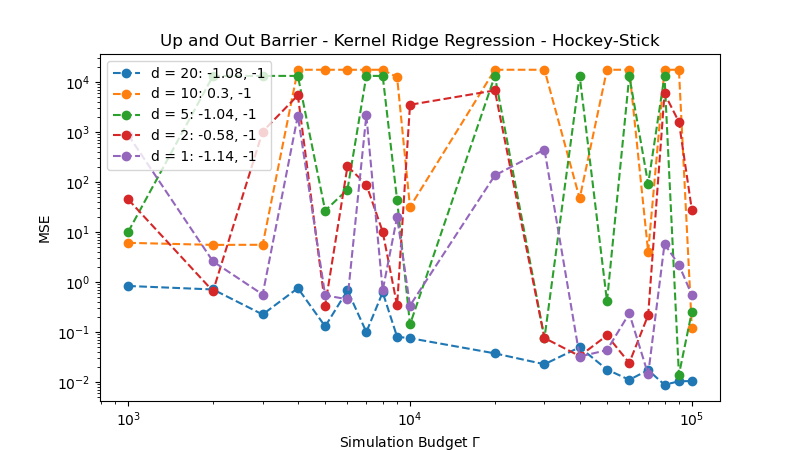 Up and Out Barrier - Kernel Ridge Regression - Hockey-Stick
d = 20: -1.08, -1
d = 10: 0.3, -1
d = 5: -1.04, -1
d = 2: -0.58, -1
d = 1: -1.14, -1
MSE
10⁴
10³
10²
10¹
10⁰
10⁻¹
10⁻²
10³ 10⁴ 10⁵
Simulation Budget Γ